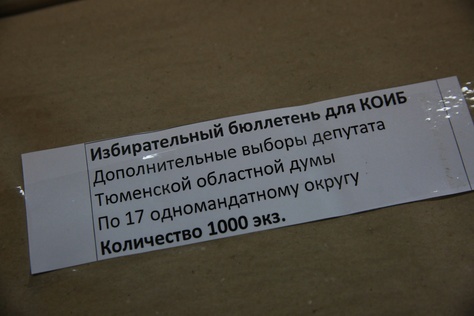 Избирательный бюллетень для КОИБ
Дополнительные выборы депутата
Тюменской областной думы
По 17 одномандатному округу
Количество 1000 экз.